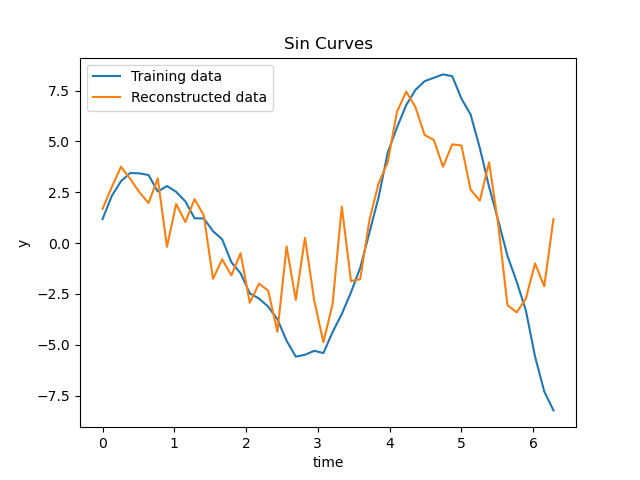 Sin Curves
Training data
Reconstructed data
7.5
5.0
2.5
0.0
−2.5
−5.0
−7.5
y
0 1 2 3 4 5 6
time